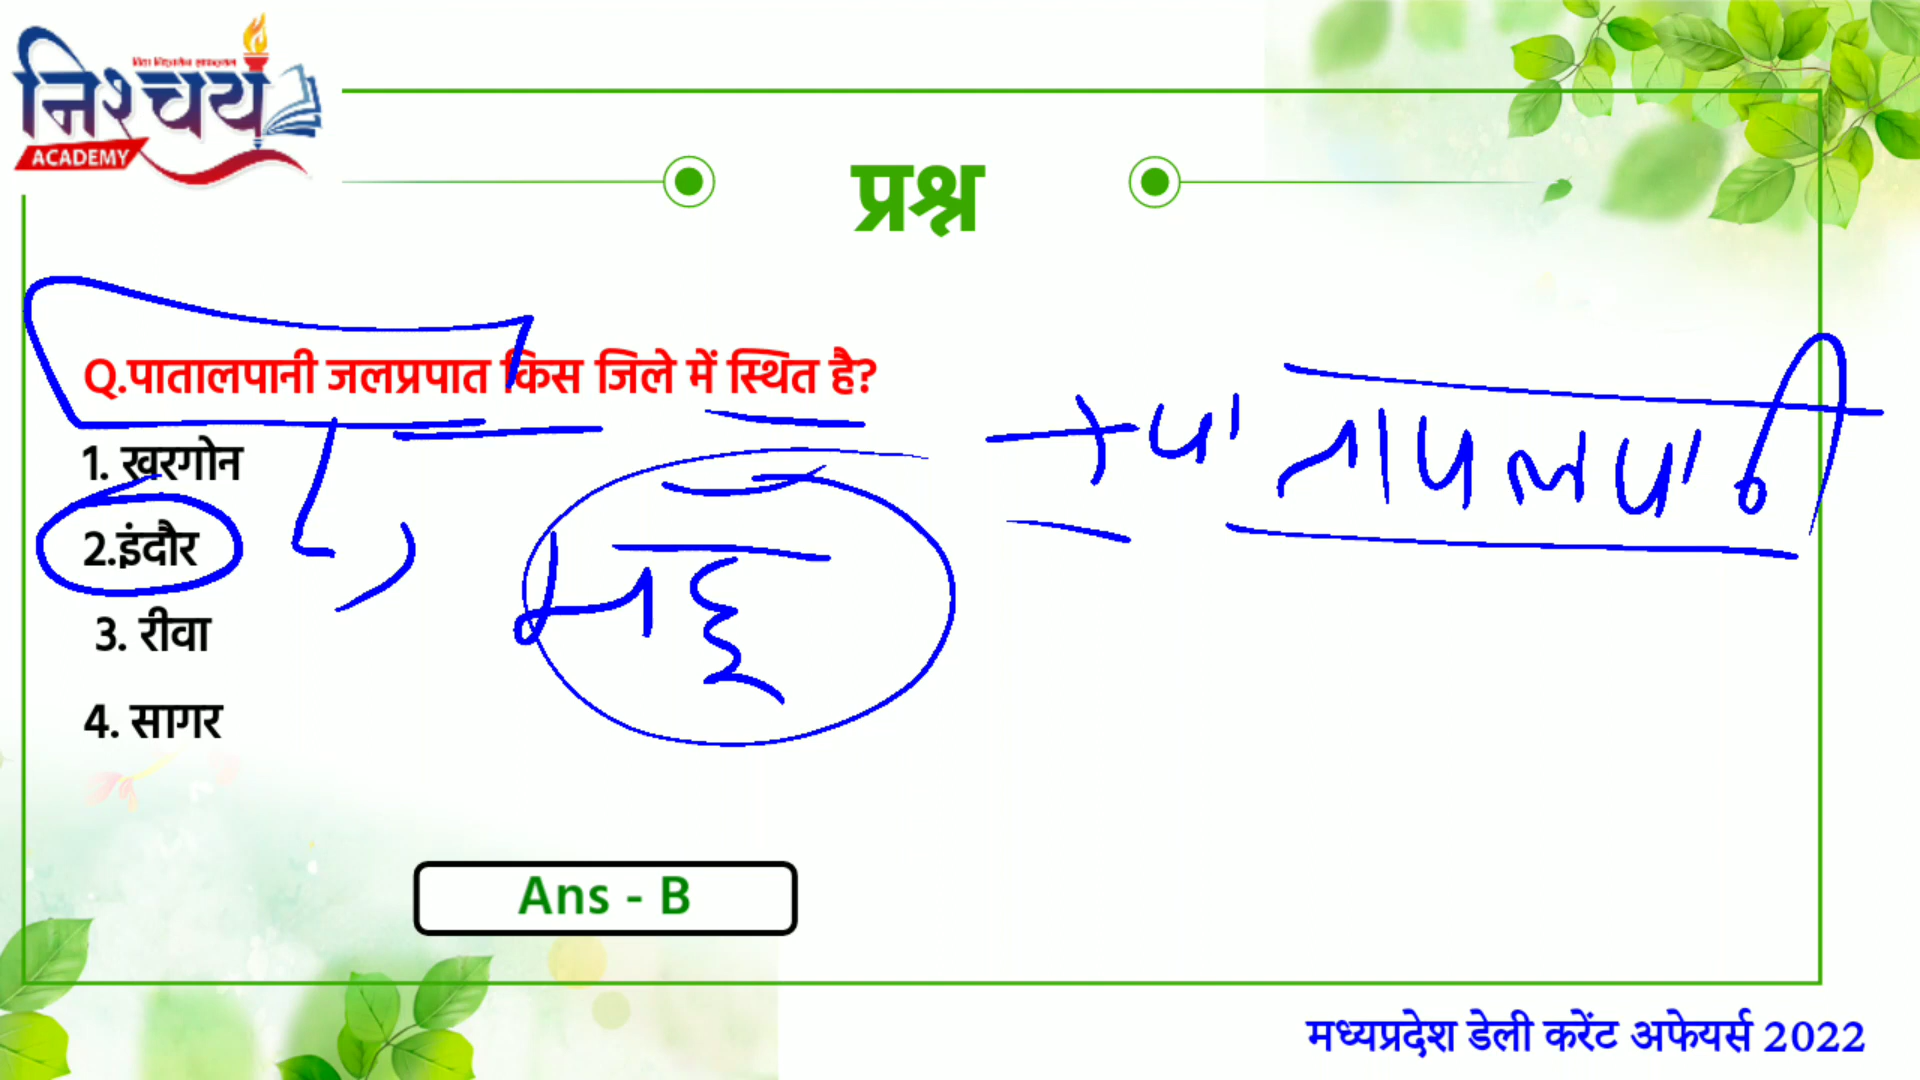 निश्चय
ACADEMY
प्रश्न
Q.पातालपानी जलप्रपात किस जिले में स्थित है?
1. खरगोन
2.इंदौर
3. रीवा
4. सागर
महू
Ans - B
मध्यप्रदेश डेली करेंट अफेयर्स 2022